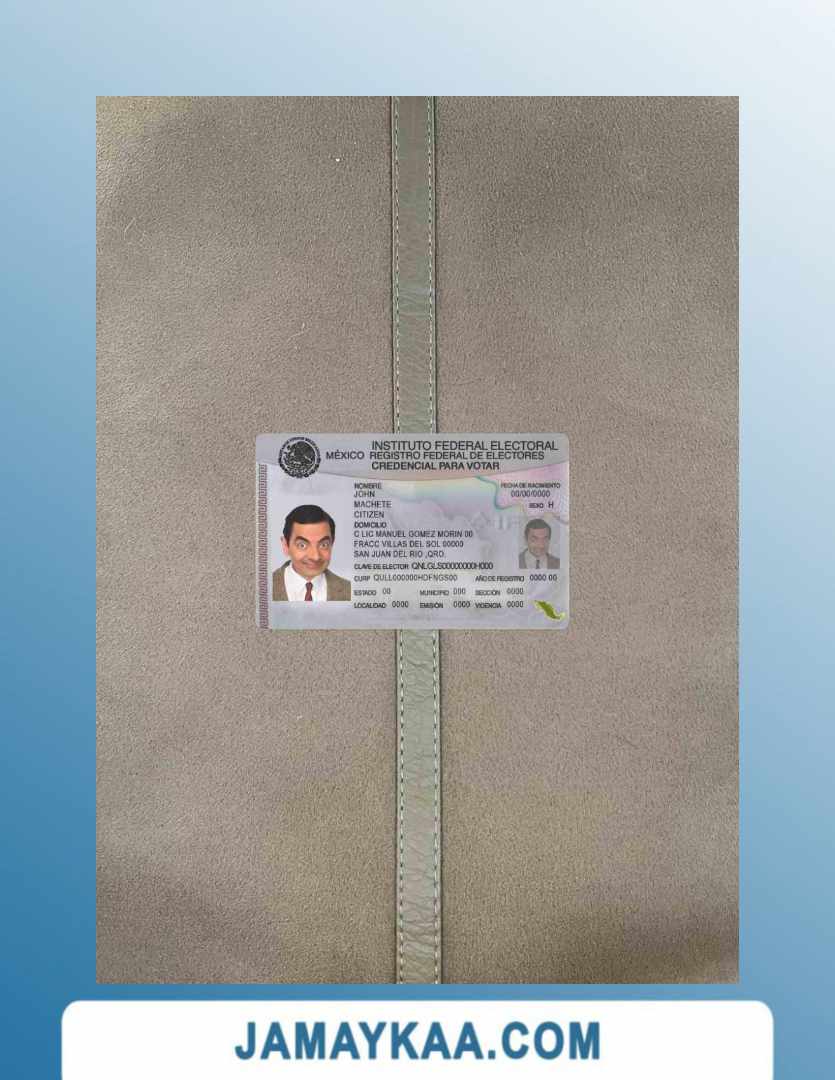 INSTITUTO FEDERAL ELECTORAL
MÉXICO REGISTRO FEDERAL DE ELECTORES
CREDENCIAL PARA VOTAR
NOMBRE
JOHN
MACHETE
CITIZEN
FECHA DE NACIMIENTO
00/00/0000
SEXO H
DOMICILIO
C LIC MANUEL GOMEZ MORIN 00
FRACC VILLAS DEL SOL 00000
SAN JUAN DEL RIO ,QRO.
CLAVE DE ELECTOR QNLGLS00000000H000
CURP QULL000000HDFNGS00 AÑO DE REGISTRO 0000 00
ESTADO 00 MUNICIPIO 000 SECCIÓN 0000
LOCALIDAD 0000 EMISIÓN 0000 VIGENCIA 0000
JAMAYKAA.COM